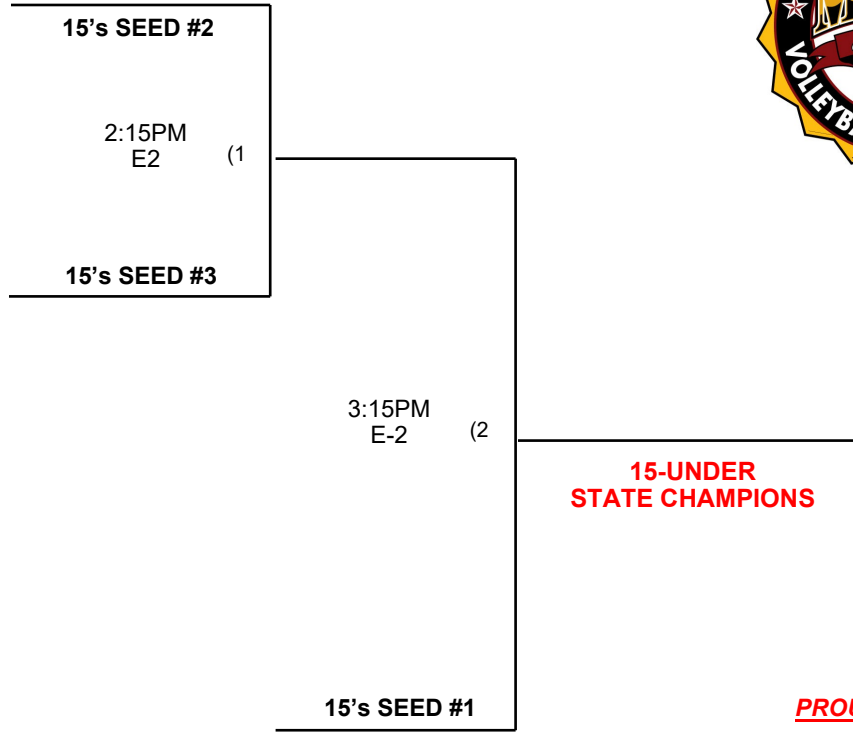 15’s SEED #2
2:15PM
E2 (1
15’s SEED #3
3:15PM
E-2 (2
15-UNDER
STATE CHAMPIONS
15’s SEED #1